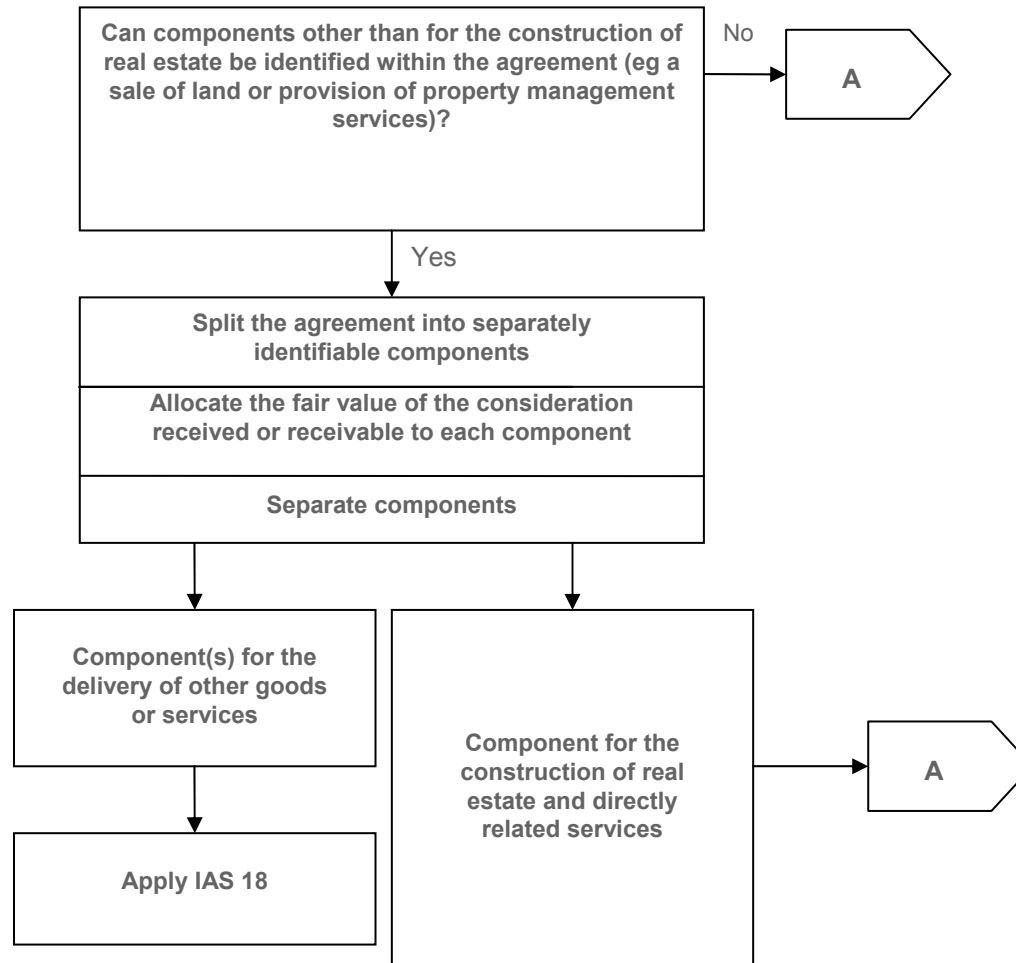 Can components other than for the construction of
real estate be identified within the agreement (eg a
sale of land or provision of property management
services)?
No
A
Yes
Split the agreement into separately
identifiable components
Allocate the fair value of the consideration
received or receivable to each component
Separate components
Component(s) for the
delivery of other goods
or services
Component for the
construction of real
estate and directly
related services
A
Apply IAS 18